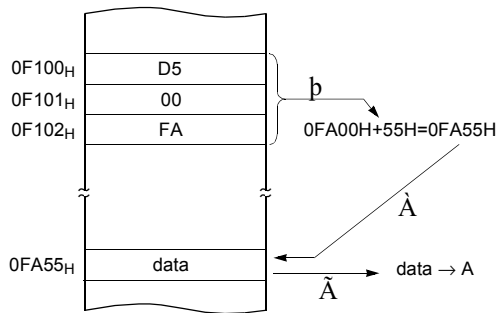 0F100H D5
þ
0F101H 00
0F102H FA 0FA00H+55H=0FA55H
À
0FA55H data data → A
Ã